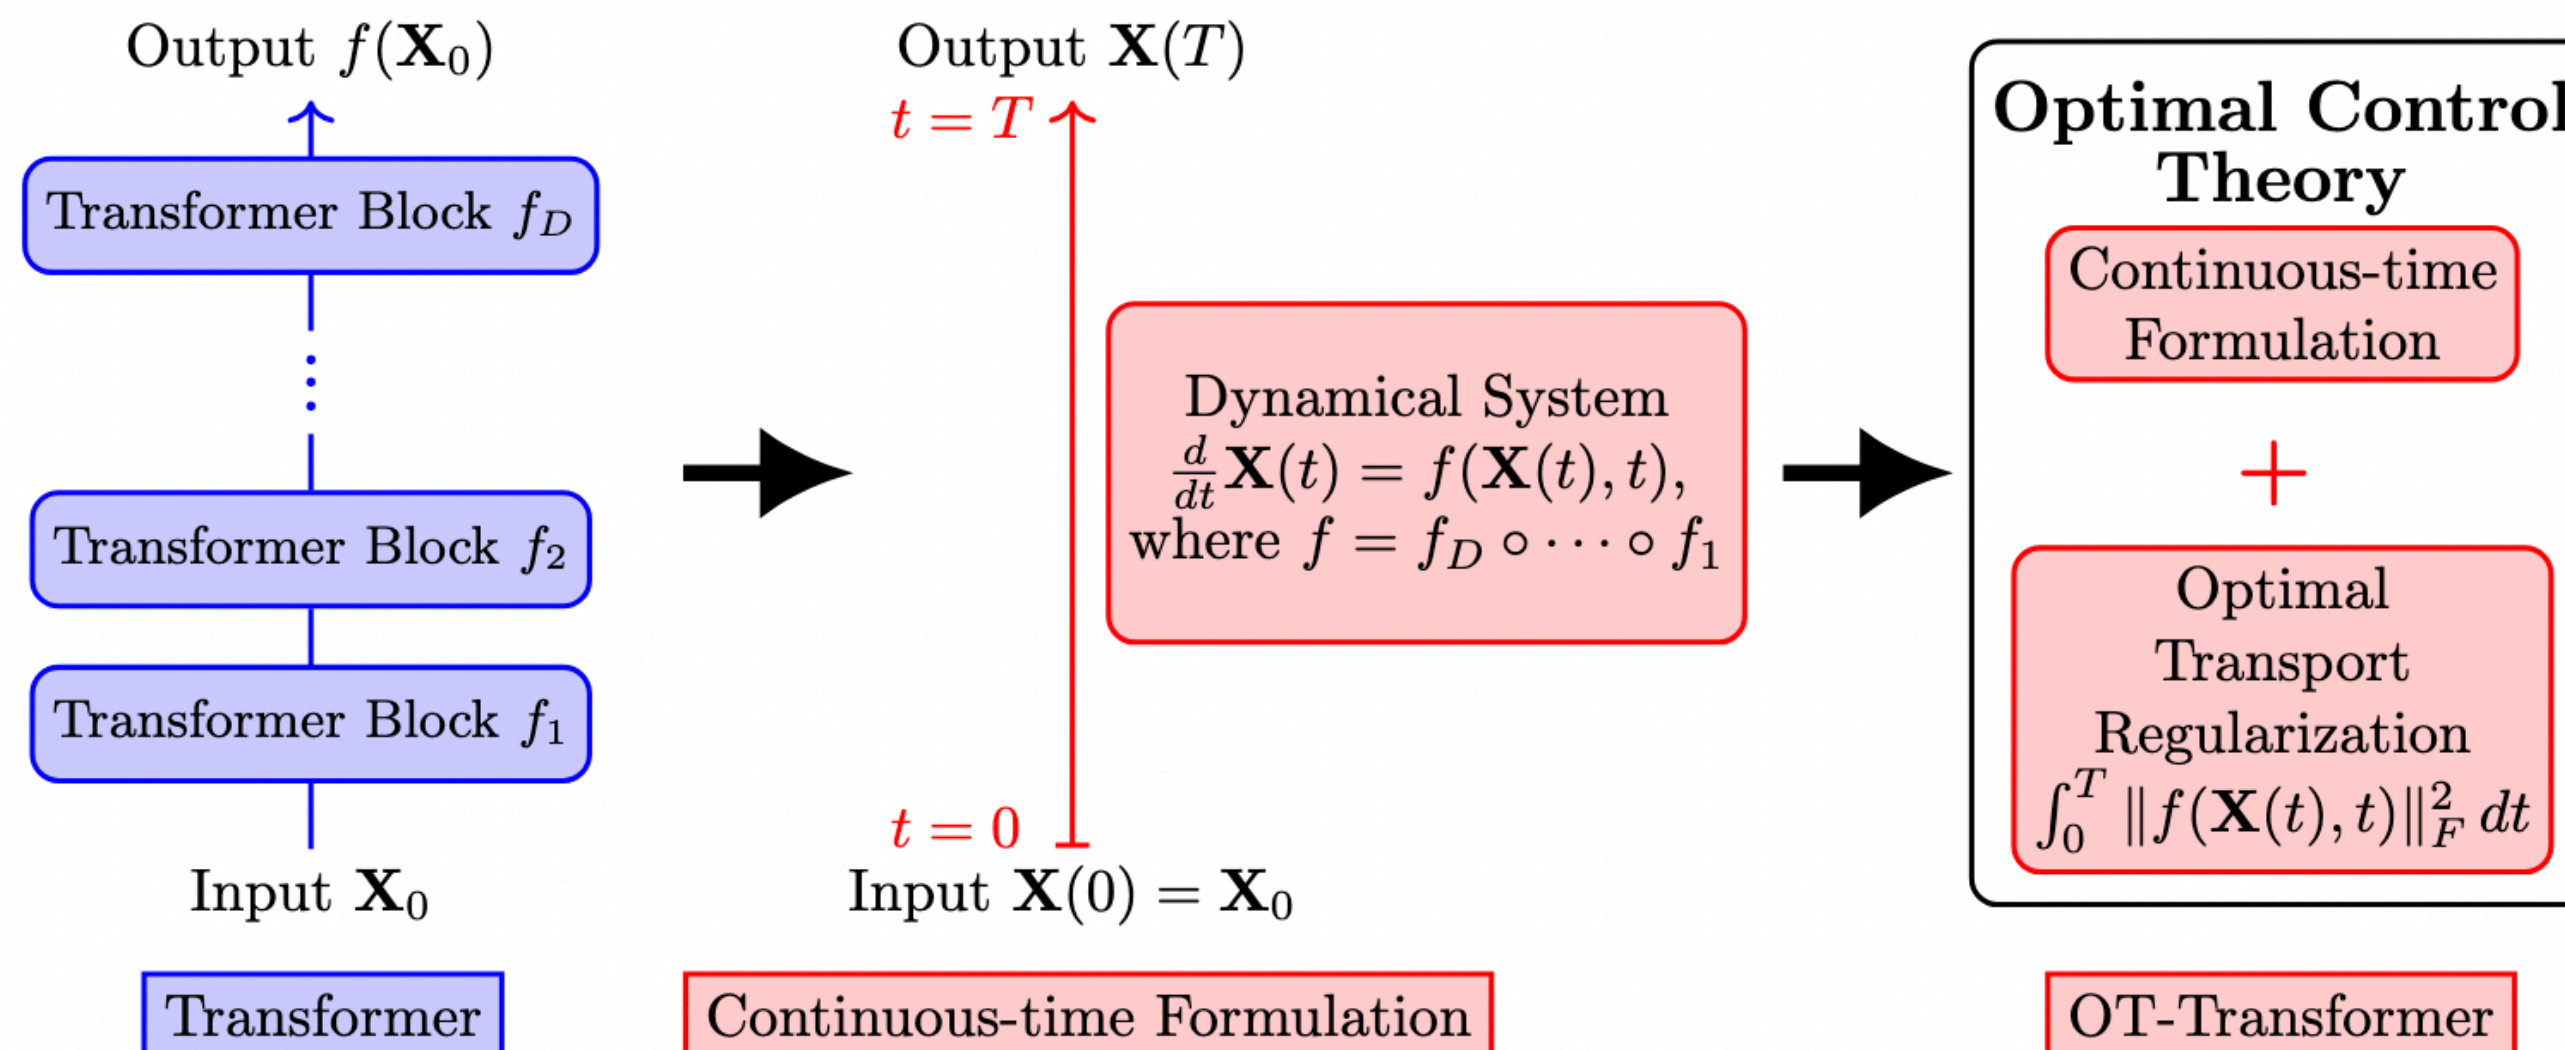 Output f(X₀)
Transformer Block f_D
⋮
Transformer Block f₂
Transformer Block f₁
Input X₀
Transformer
Output X(T)
t = T
Dynamical System
d/dt X(t) = f(X(t), t),
where f = f_D ∘ ⋯ ∘ f₁
t = 0
Input X(0) = X₀
Continuous-time Formulation
Optimal Control
Theory
Continuous-time
Formulation
+
Optimal
Transport
Regularization
∫₀ᵀ ‖f(X(t), t)‖²_F dt
OT-Transformer